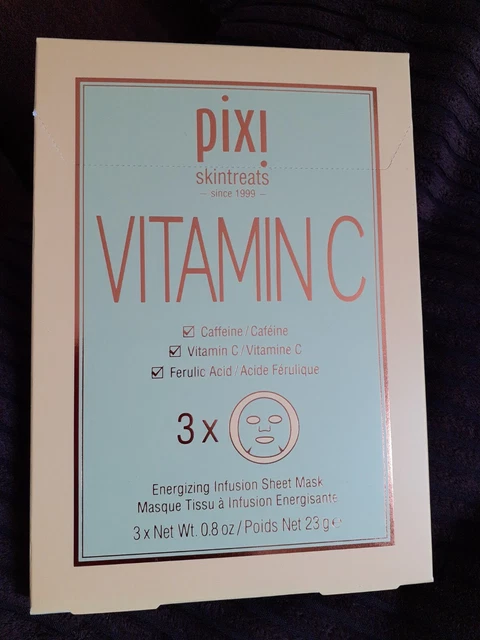 pixi
skintreats
– since 1999 –
VITAMIN C
Caffeine / Caféine
Vitamin C / Vitamine C
Ferulic Acid / Acide Férulique
3 x
Energizing Infusion Sheet Mask
Masque Tissu à Infusion Energisante
3 x Net Wt. 0.8 oz / Poids Net 23 g e